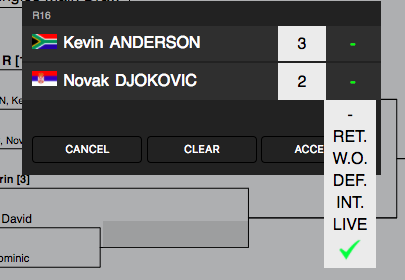 R16
Kevin ANDERSON 3 -
R [
Novak DJOKOVIC 2 -
N, Ke
-
RET.
, Nov
CANCEL CLEAR ACCE
W.O.
rin [3]
DEF.
INT.
David
LIVE
ominic